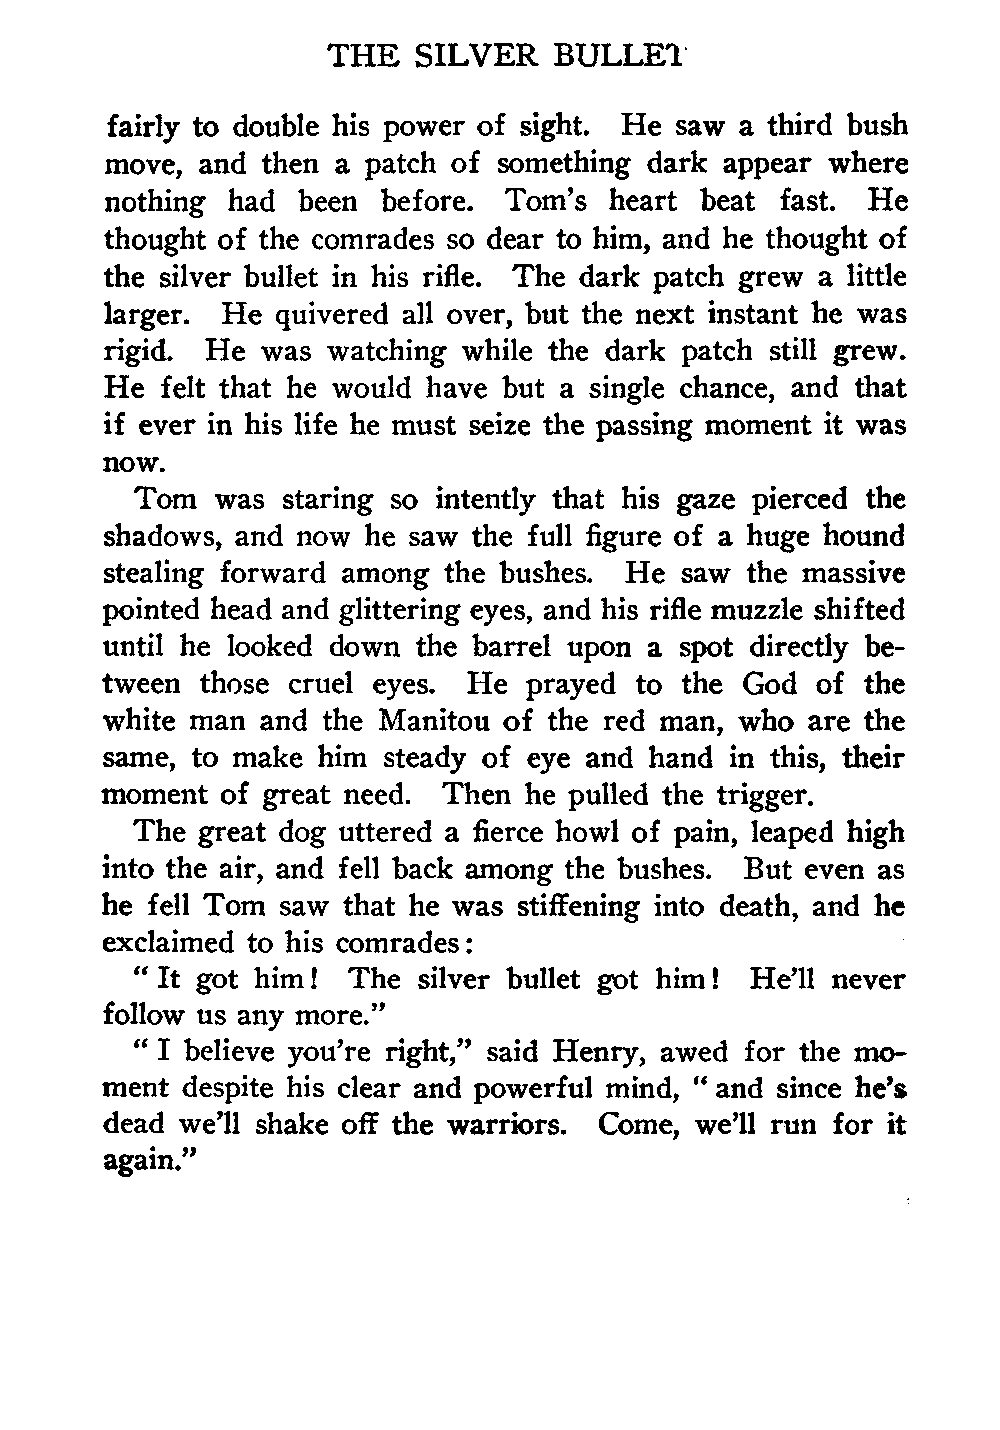 THE SILVER BULLET
fairly to double his power of sight. He saw a third bush
move, and then a patch of something dark appear where
nothing had been before. Tom's heart beat fast. He
thought of the comrades so dear to him, and he thought of
the silver bullet in his rifle. The dark patch grew a little
larger. He quivered all over, but the next instant he was
rigid. He was watching while the dark patch still grew.
He felt that he would have but a single chance, and that
if ever in his life he must seize the passing moment it was
now.
Tom was staring so intently that his gaze pierced the
shadows, and now he saw the full figure of a huge hound
stealing forward among the bushes. He saw the massive
pointed head and glittering eyes, and his rifle muzzle shifted
until he looked down the barrel upon a spot directly be-
tween those cruel eyes. He prayed to the God of the
white man and the Manitou of the red man, who are the
same, to make him steady of eye and hand in this, their
moment of great need. Then he pulled the trigger.
The great dog uttered a fierce howl of pain, leaped high
into the air, and fell back among the bushes. But even as
he fell Tom saw that he was stiffening into death, and he
exclaimed to his comrades:
"It got him! The silver bullet got him! He'll never
follow us any more."
"I believe you're right," said Henry, awed for the mo-
ment despite his clear and powerful mind, "and since he's
dead we'll shake off the warriors. Come, we'll run for it
again."